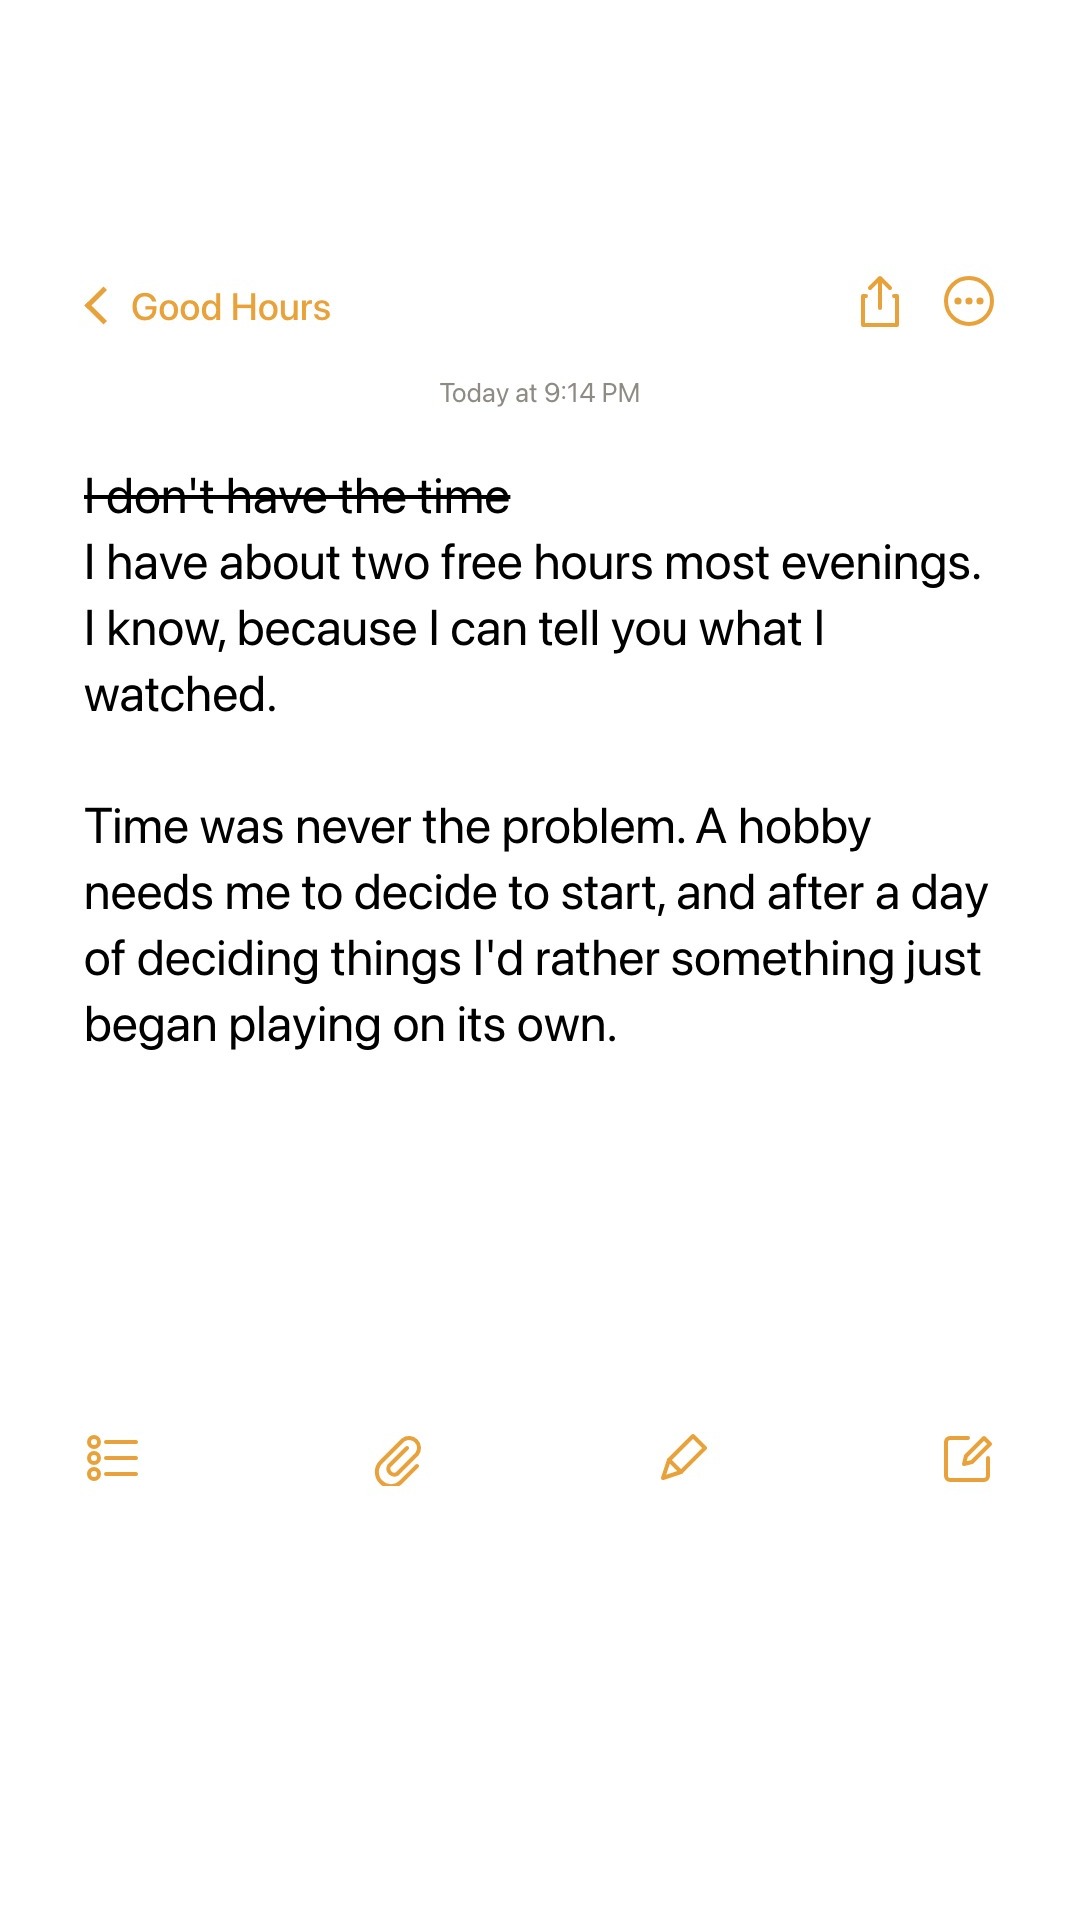 Good Hours
Today at 9:14 PM
I don't have the time
I have about two free hours most evenings.
I know, because I can tell you what I
watched.
Time was never the problem. A hobby
needs me to decide to start, and after a day
of deciding things I'd rather something just
began playing on its own.